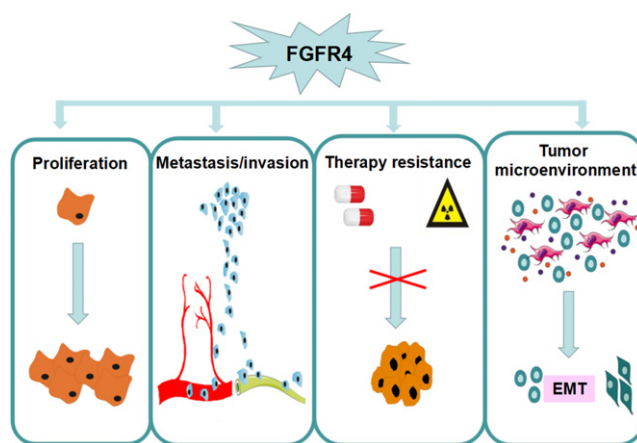 FGFR4
Proliferation
Metastasis/invasion
Therapy resistance
Tumor
microenvironment
EMT